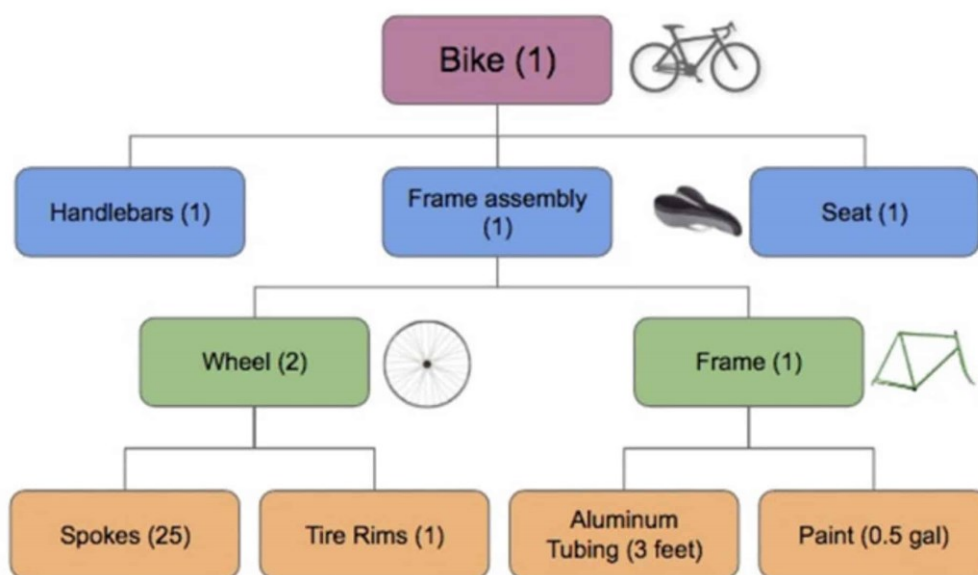 Bike (1)
Handlebars (1)
Frame assembly
(1)
Seat (1)
Wheel (2)
Frame (1)
Spokes (25)
Tire Rims (1)
Aluminum
Tubing (3 feet)
Paint (0.5 gal)